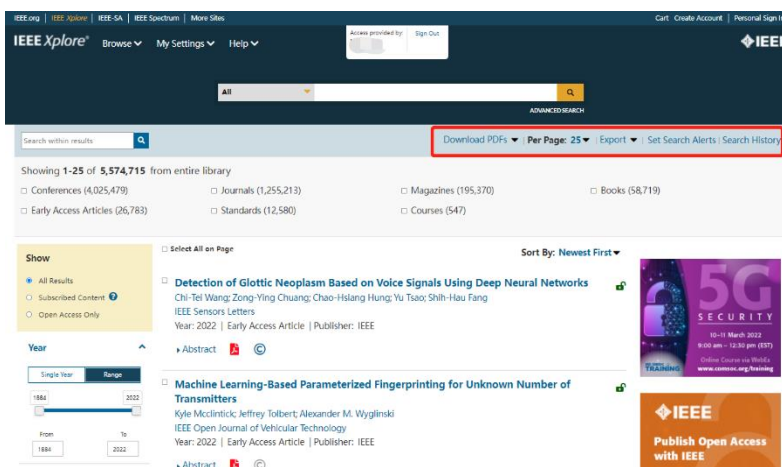 IEEE.org | IEEE Xplore | IEEE-SA | IEEE Spectrum | More Sites
Cart Create Account | Personal Sign In
IEEE Xplore®
Browse
My Settings
Help
Access provided by
Sign Out
IEEE
All
ADVANCED SEARCH
Search within results
Download PDFs | Per Page: 25 | Export | Set Search Alerts | Search History
Showing 1-25 of 5,574,715 from entire library
Conferences (4,025,479)
Journals (1,255,213)
Magazines (195,370)
Books (58,719)
Early Access Articles (26,783)
Standards (12,580)
Courses (547)
Show
All Results
Subscribed Content
Open Access Only
Year
Single Year
Range
1884
2022
From
To
1884
2022
Select All on Page
Sort By: Newest First
Detection of Glottic Neoplasm Based on Voice Signals Using Deep Neural Networks
Chi-Tel Wang; Zong-Ying Chuang; Chao-Hsiang Hung; Yu Tsao; Shih-Hau Fang
IEEE Sensors Letters
Year: 2022 | Early Access Article | Publisher: IEEE
Abstract
Machine Learning-Based Parameterized Fingerprinting for Unknown Number of
Transmitters
Kyle Mcclintick; Jeffrey Tolbert; Alexander M. Wyglinski
IEEE Open Journal of Vehicular Technology
Year: 2022 | Early Access Article | Publisher: IEEE
Abstract
5G
SECURITY
10–11 March 2022
9:00 am – 12:30 pm (EST)
Online Course via WebEx
www.comsoc.org/training
TRAINING
IEEE
Publish Open Access
with IEEE